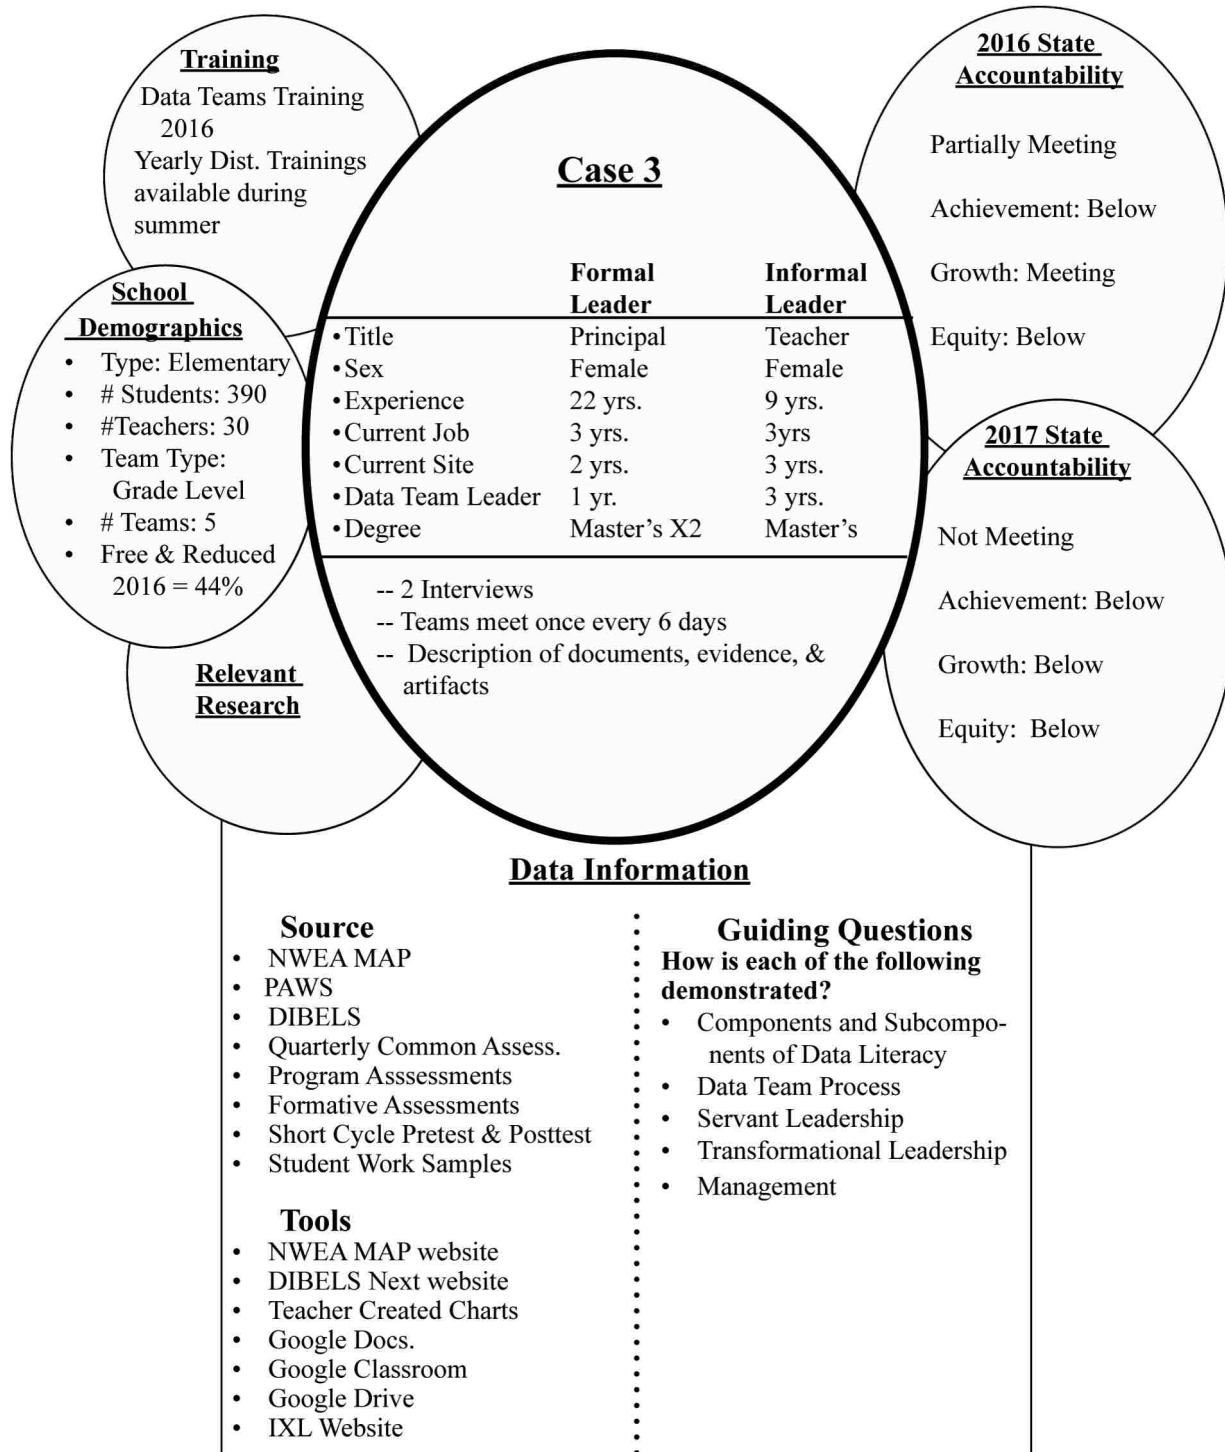 Training
Data Teams Training
2016
Yearly Dist. Trainings
available during
summer
School
Demographics
• Type: Elementary
• # Students: 390
• #Teachers: 30
• Team Type:
Grade Level
• # Teams: 5
• Free & Reduced
2016 = 44%
Relevant
Research
Case 3
Formal Informal
Leader Leader
•Title Principal Teacher
•Sex Female Female
•Experience 22 yrs. 9 yrs.
•Current Job 3 yrs. 3yrs
•Current Site 2 yrs. 3 yrs.
•Data Team Leader 1 yr. 3 yrs.
•Degree Master's X2 Master's
-- 2 Interviews
-- Teams meet once every 6 days
-- Description of documents, evidence, &
artifacts
2016 State
Accountability
Partially Meeting
Achievement: Below
Growth: Meeting
Equity: Below
2017 State
Accountability
Not Meeting
Achievement: Below
Growth: Below
Equity: Below
Data Information
Source
• NWEA MAP
• PAWS
• DIBELS
• Quarterly Common Assess.
• Program Asssessments
• Formative Assessments
• Short Cycle Pretest & Posttest
• Student Work Samples
Tools
• NWEA MAP website
• DIBELS Next website
• Teacher Created Charts
• Google Docs.
• Google Classroom
• Google Drive
• IXL Website
Guiding Questions
How is each of the following
demonstrated?
• Components and Subcompo-
nents of Data Literacy
• Data Team Process
• Servant Leadership
• Transformational Leadership
• Management